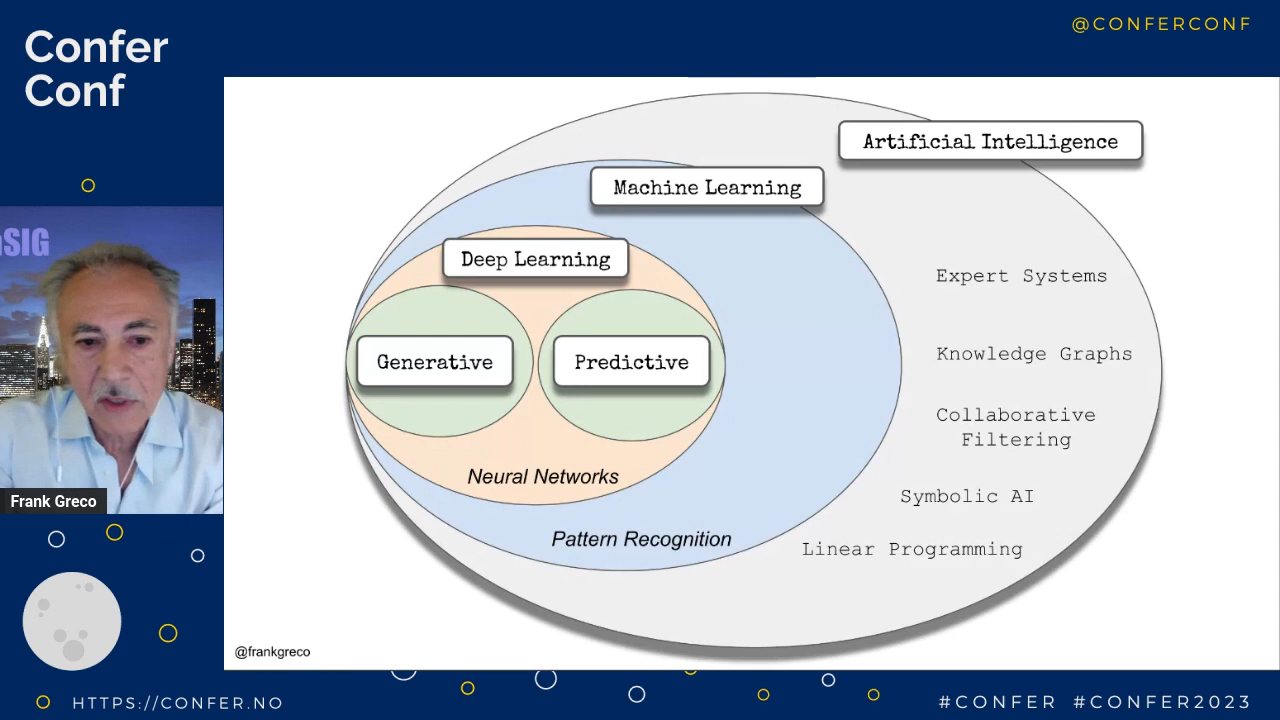 Confer
Conf
@CONFERCONF
SIG
Frank Greco
Artificial Intelligence
Machine Learning
Deep Learning
Generative
Predictive
Neural Networks
Pattern Recognition
Expert Systems
Knowledge Graphs
Collaborative
Filtering
Symbolic AI
Linear Programming
@frankgreco
HTTPS://CONFER.NO
#CONFER #CONFER2023